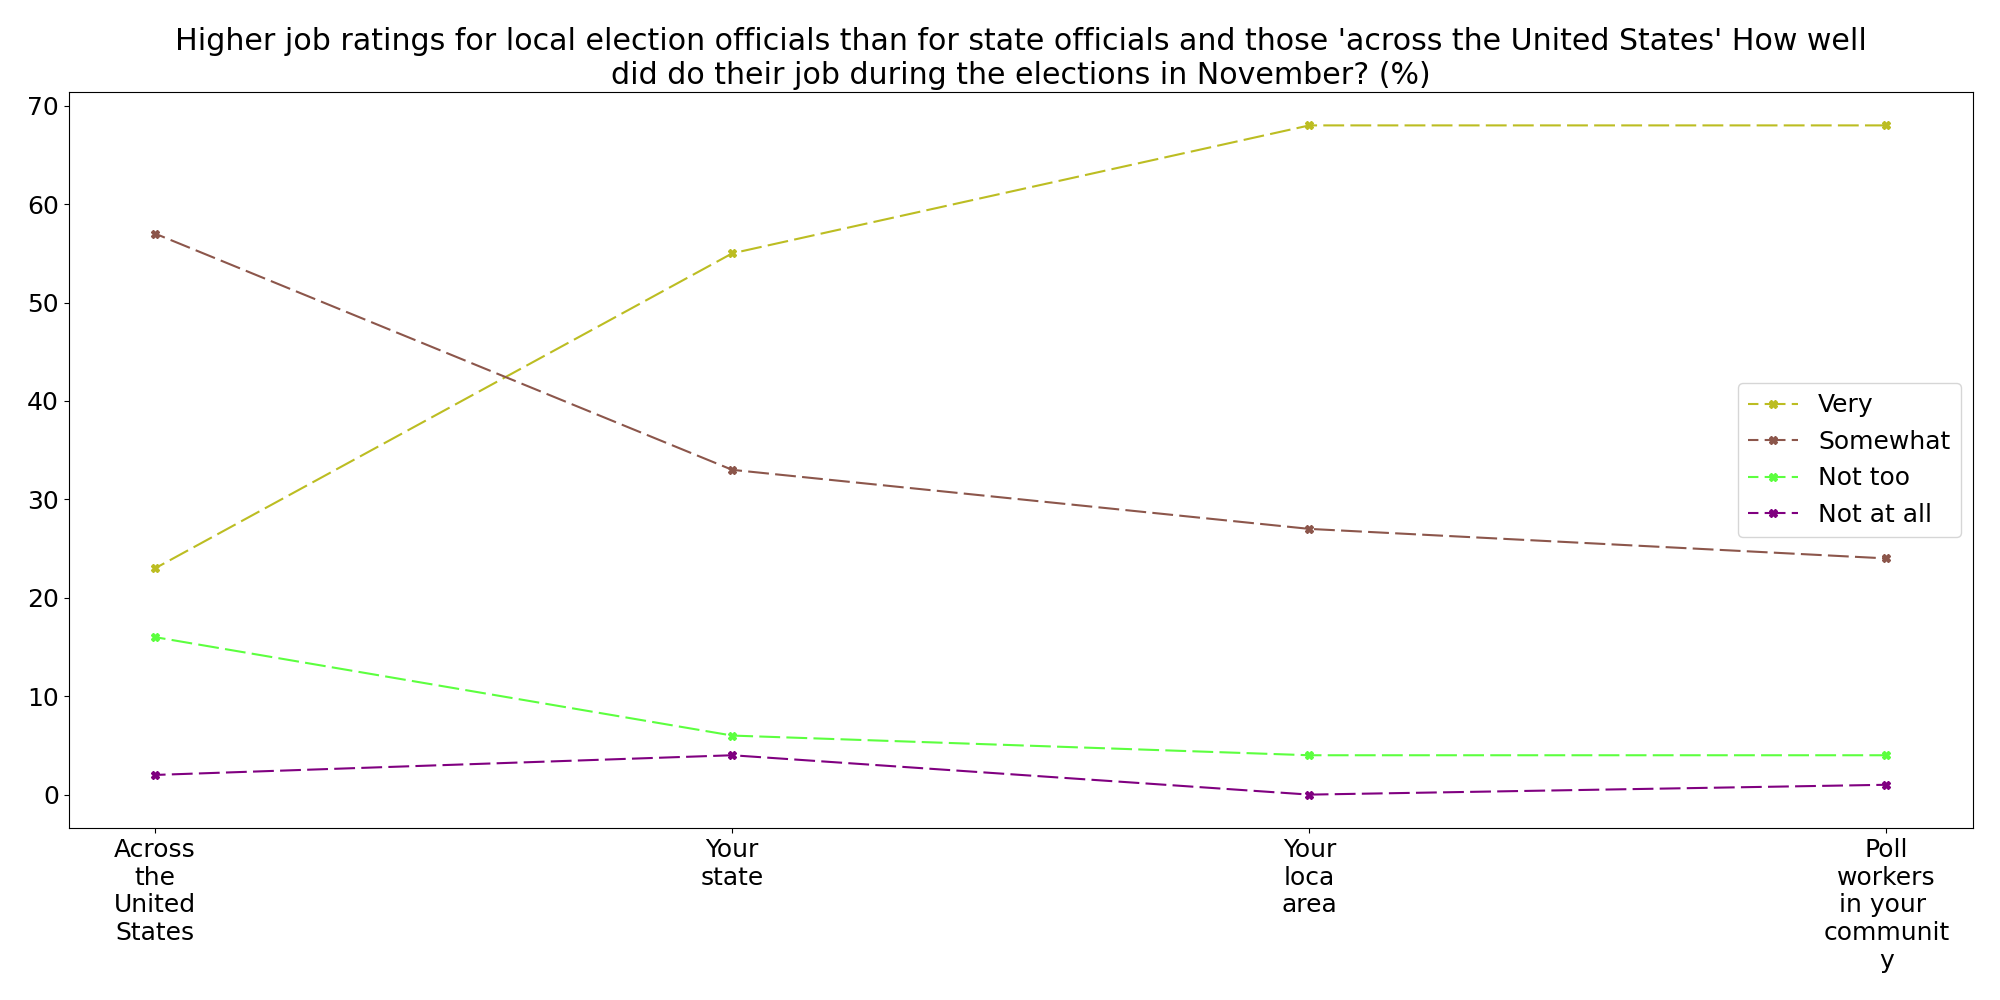 Higher job ratings for local election officials than for state officials and those 'across the United States' How well
did do their job during the elections in November? (%)
70
60
50
40
30
20
10
0
Very
Somewhat
Not too
Not at all
Across
the
United
States
Your
state
Your
loca
area
Poll
workers
in your
communit
y